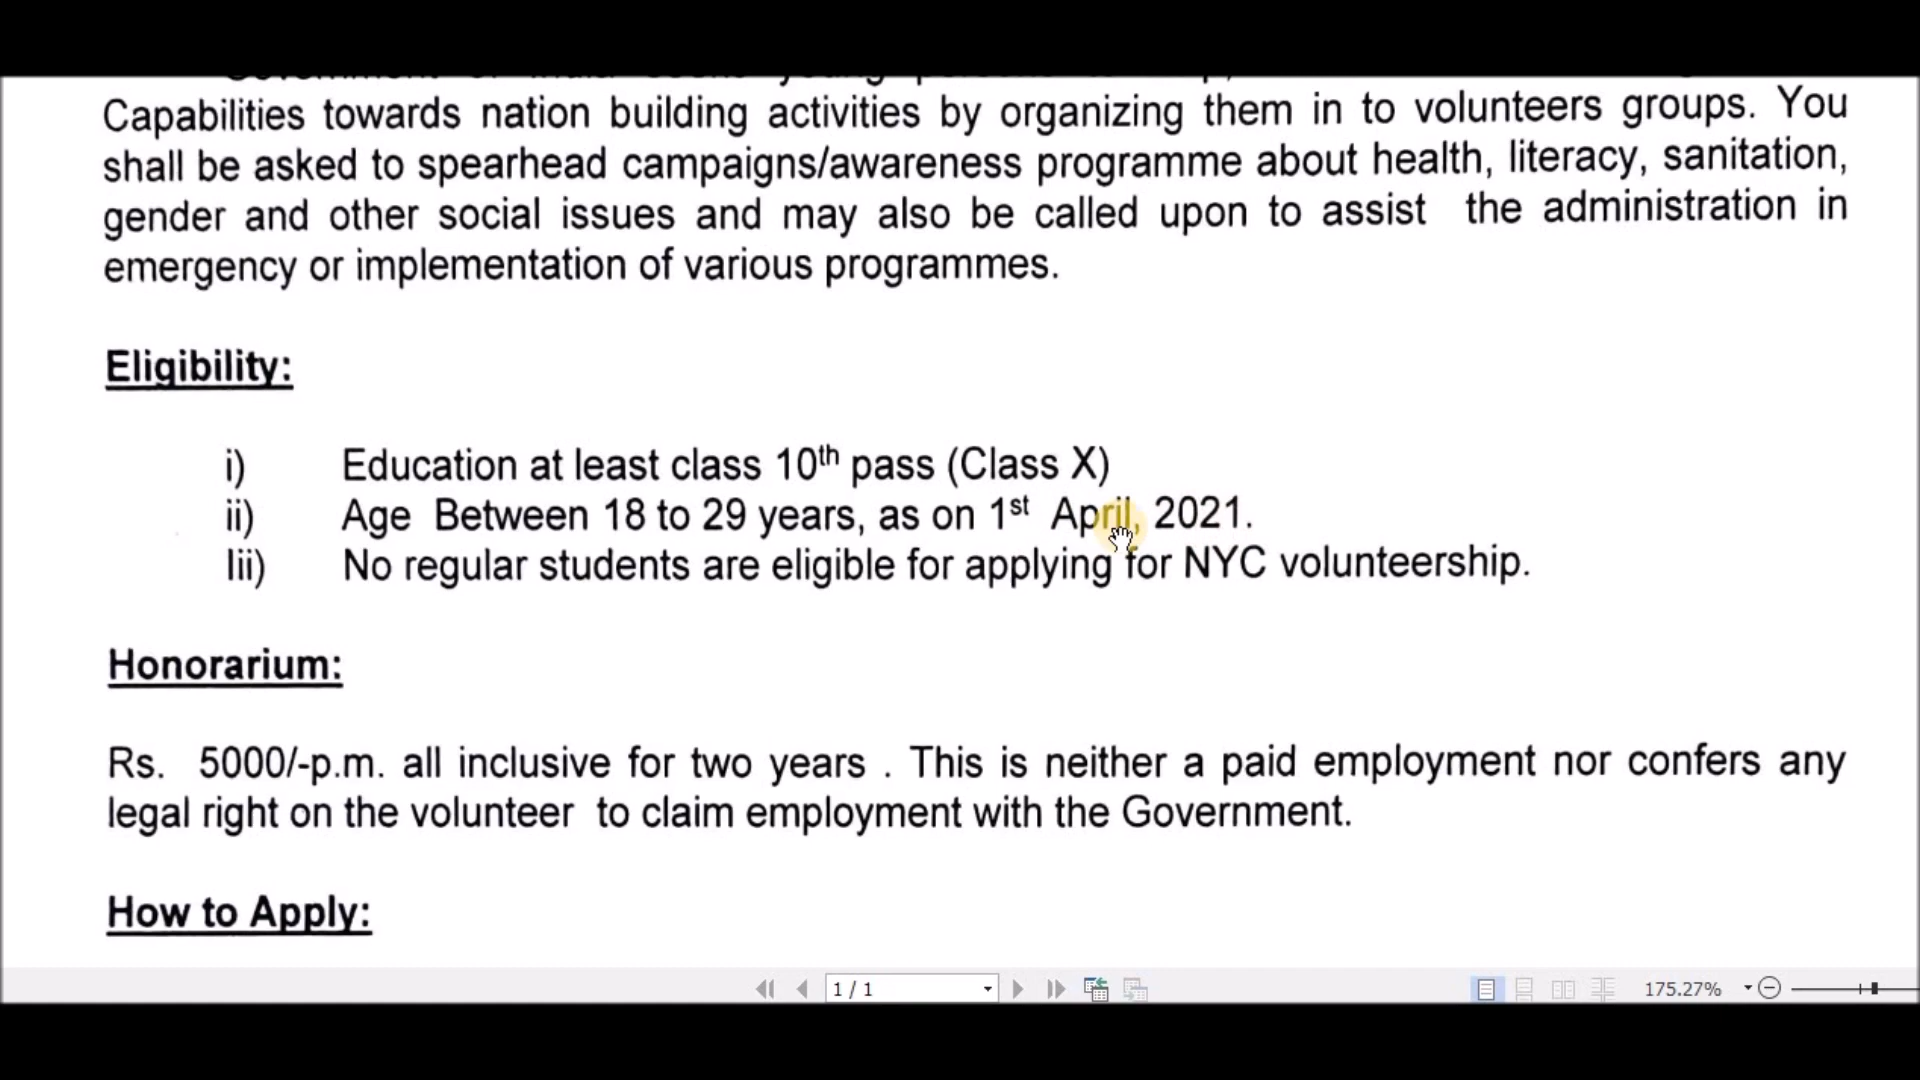 Capabilities towards nation building activities by organizing them in to volunteers groups. You
shall be asked to spearhead campaigns/awareness programme about health, literacy, sanitation,
gender and other social issues and may also be called upon to assist the administration in
emergency or implementation of various programmes.
Eligibility:
i) Education at least class 10th pass (Class X)
ii) Age Between 18 to 29 years, as on 1st April, 2021.
Iii) No regular students are eligible for applying for NYC volunteership.
Honorarium:
Rs. 5000/-p.m. all inclusive for two years . This is neither a paid employment nor confers any
legal right on the volunteer to claim employment with the Government.
How to Apply:
1 / 1
175.27%